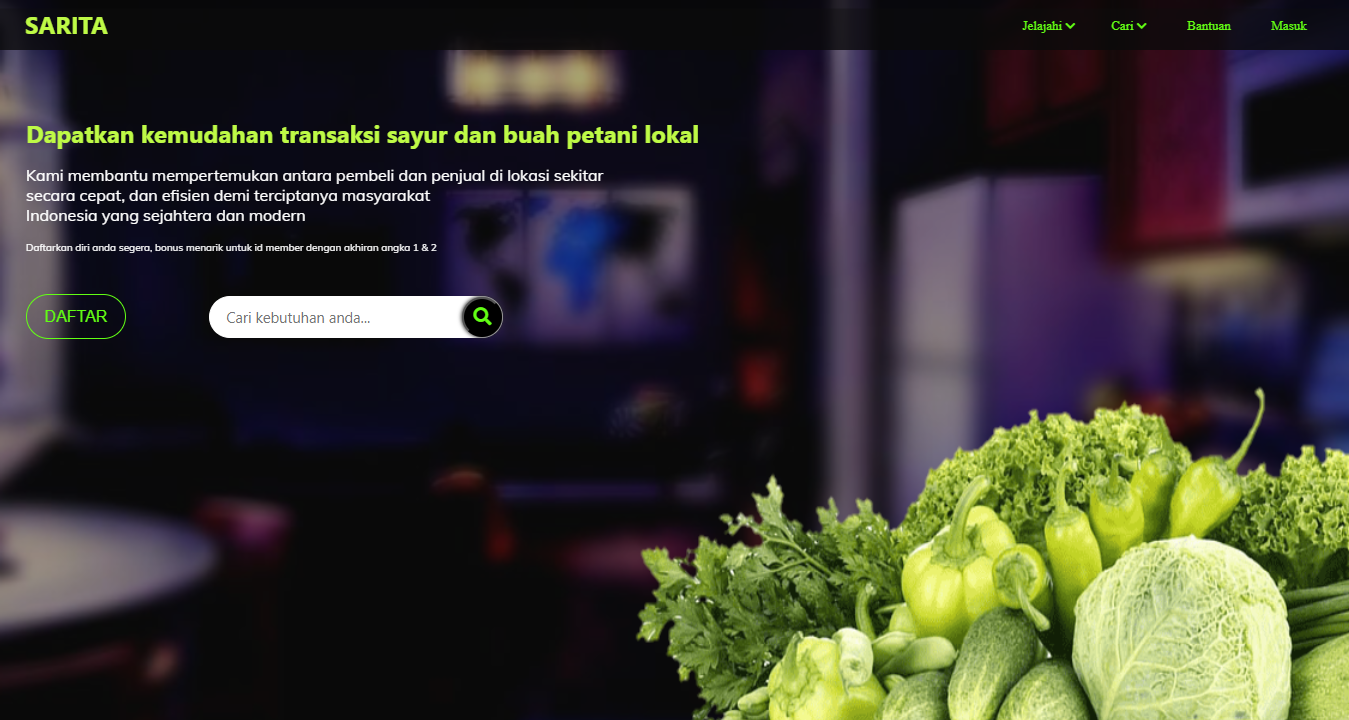 SARITA
Jelajahi
Cari
Bantuan
Masuk
Dapatkan kemudahan transaksi sayur dan buah petani lokal
Kami membantu mempertemukan antara pembeli dan penjual di lokasi sekitar
secara cepat, dan efisien demi terciptanya masyarakat
Indonesia yang sejahtera dan modern
Daftarkan diri anda segera, bonus menarik untuk id member dengan akhiran angka 1 & 2
DAFTAR
Cari kebutuhan anda...